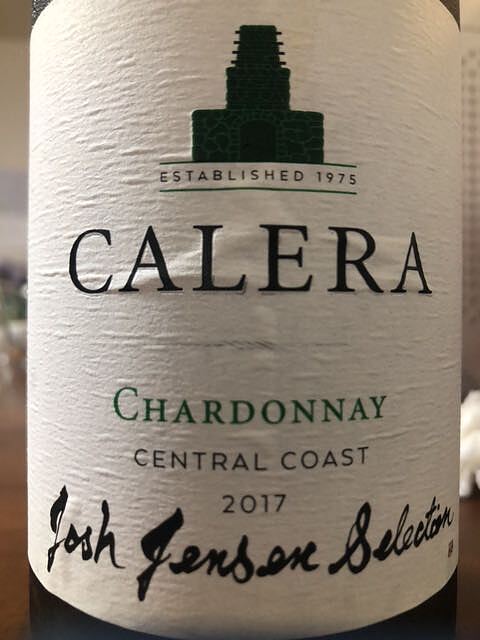 ESTABLISHED 1975
CALERA
CHARDONNAY
CENTRAL COAST
2017
Josh Jensen Selection